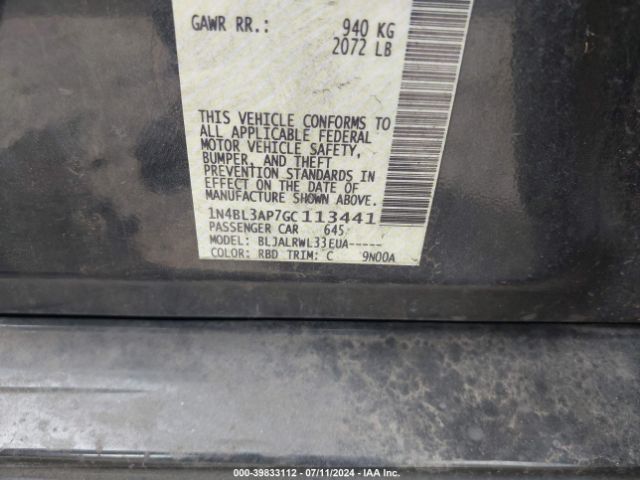 GAWR RR.: 940 KG
2072 LB
THIS VEHICLE CONFORMS TO
ALL APPLICABLE FEDERAL
MOTOR VEHICLE SAFETY,
BUMPER, AND THEFT
PREVENTION STANDARDS IN
EFFECT ON THE DATE OF
MANUFACTURE SHOWN ABOVE.
1N4BL3AP7GC113441
PASSENGER CAR 645
MODEL: BLJALRWL33EUA-----
COLOR: RBD TRIM: C 9N00A
000-39833112 - 07/11/2024 - IAA Inc.